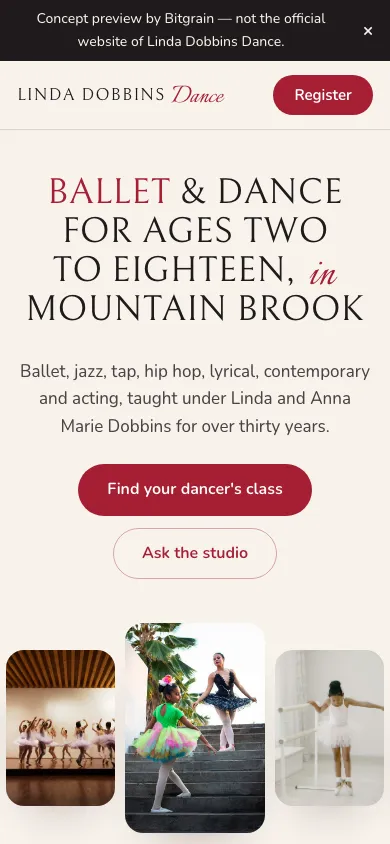 Concept preview by Bitgrain — not the official
website of Linda Dobbins Dance.
×
LINDA DOBBINS Dance
Register
BALLET & DANCE
FOR AGES TWO
TO EIGHTEEN, in
MOUNTAIN BROOK
Ballet, jazz, tap, hip hop, lyrical, contemporary
and acting, taught under Linda and Anna
Marie Dobbins for over thirty years.
Find your dancer's class
Ask the studio